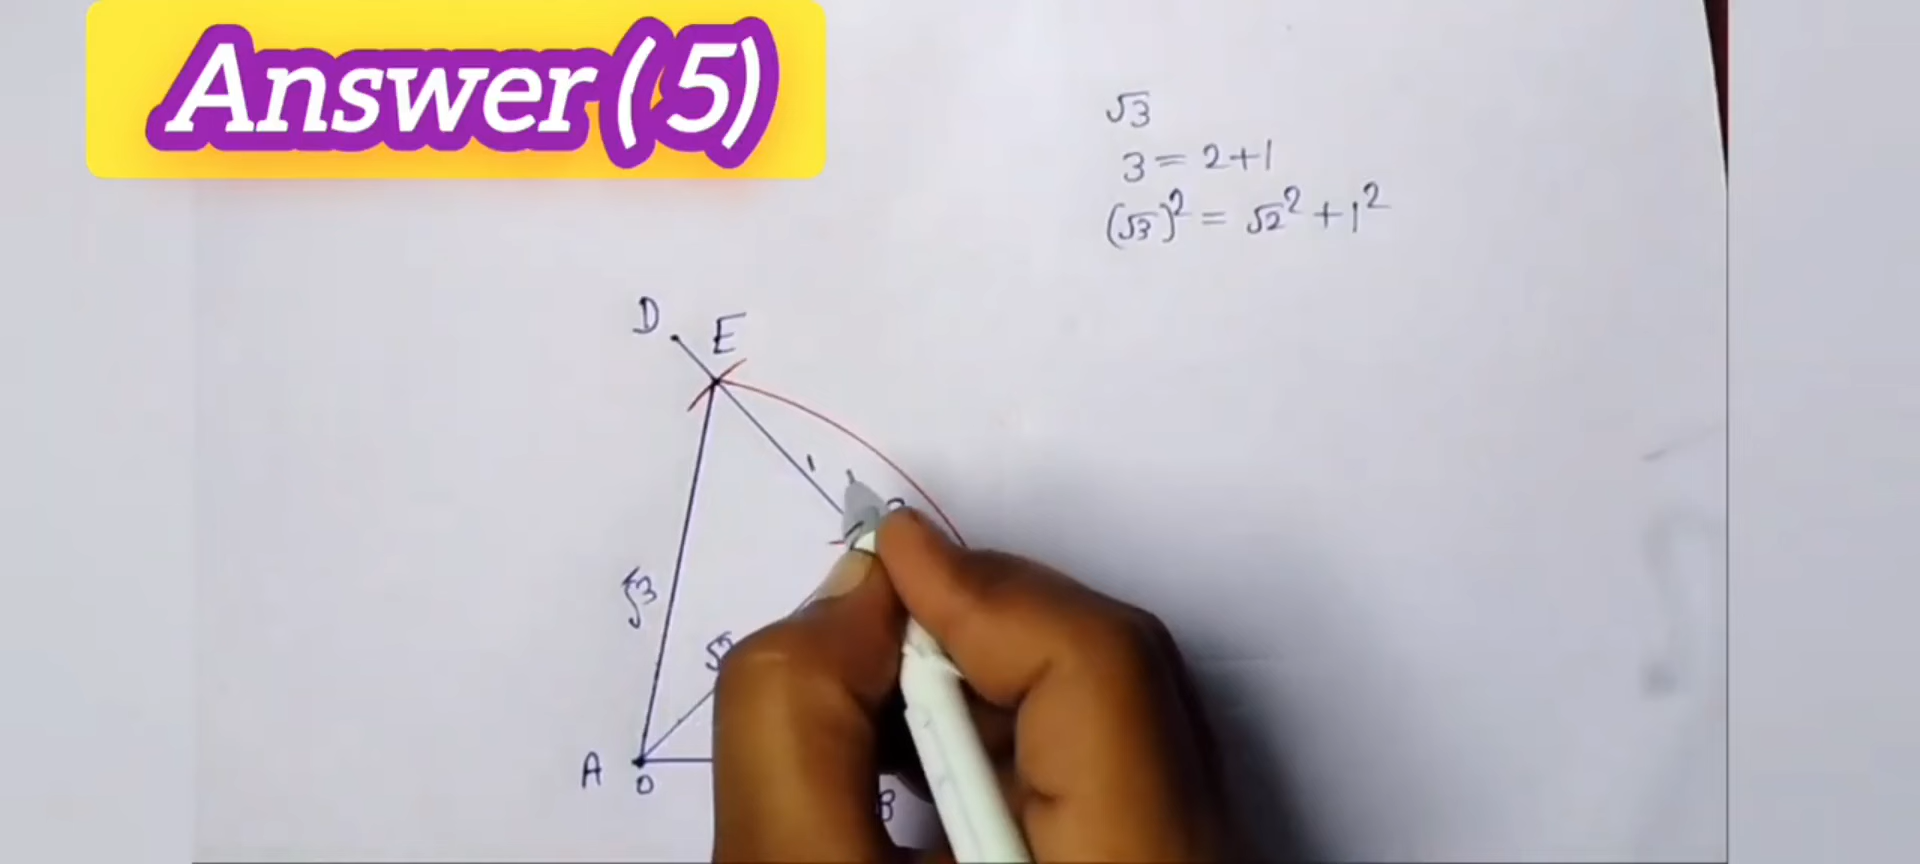 Answer (5)
√3
3 = 2+1
(√3)² = √2² + 1²
D
E
1
√3
A
0
B